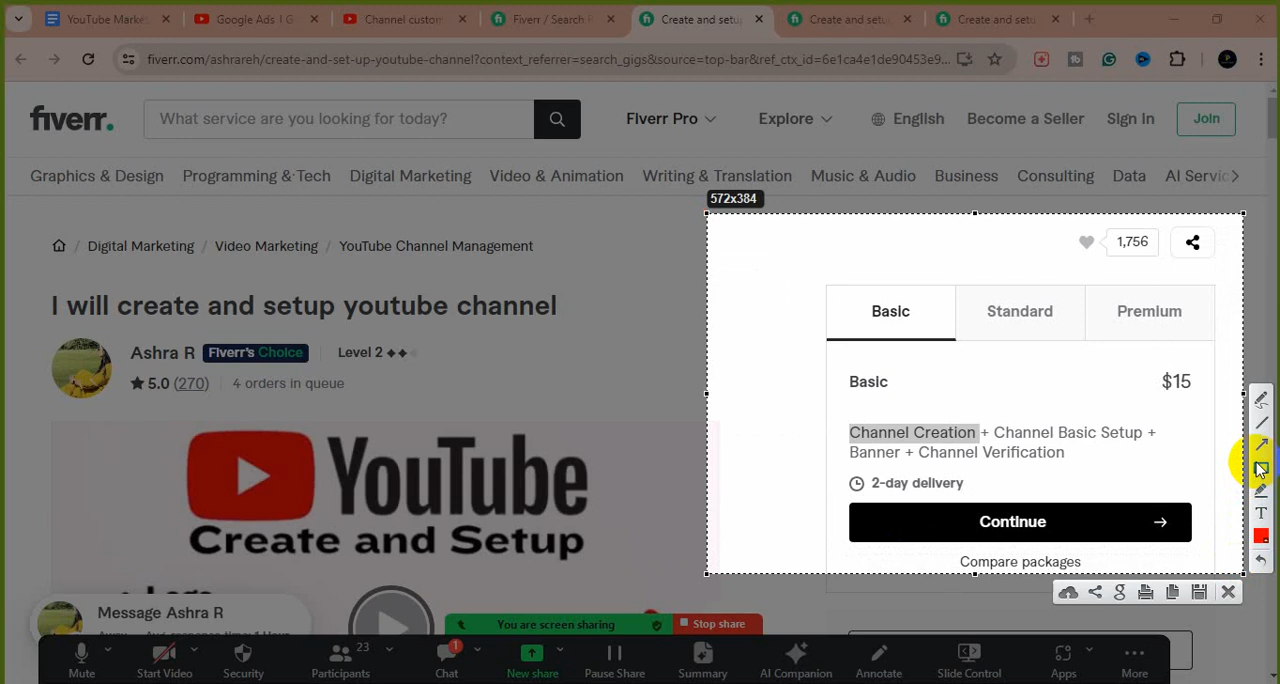 YouTube Market
Google Ads I G
Channel custom
Fiverr / Search R
Create and setu
Create and setu
Create and setu
fiverr.com/ashrareh/create-and-set-up-youtube-channel?context_referrer=search_gigs&source=top-bar&ref_ctx_id=6e1ca4e1de90453e9...
fiverr.
What service are you looking for today?
Fiverr Pro
Explore
English
Become a Seller
Sign in
Join
Graphics & Design
Programming & Tech
Digital Marketing
Video & Animation
Writing & Translation
Music & Audio
Business
Consulting
Data
AI Servic
572x384
Digital Marketing / Video Marketing / YouTube Channel Management
1,756
I will create and setup youtube channel
Basic
Standard
Premium
Ashra R
Fiverr's Choice
Level 2
5.0 (270)
4 orders in queue
Basic
$15
Channel Creation + Channel Basic Setup +
Banner + Channel Verification
2-day delivery
Continue
Compare packages
YouTube
Create and Setup
Message Ashra R
You are screen sharing
Stop share
Mute
Start Video
Security
23
Participants
1
Chat
New share
Pause Share
Summary
AI Companion
Annotate
Slide Control
Apps
More